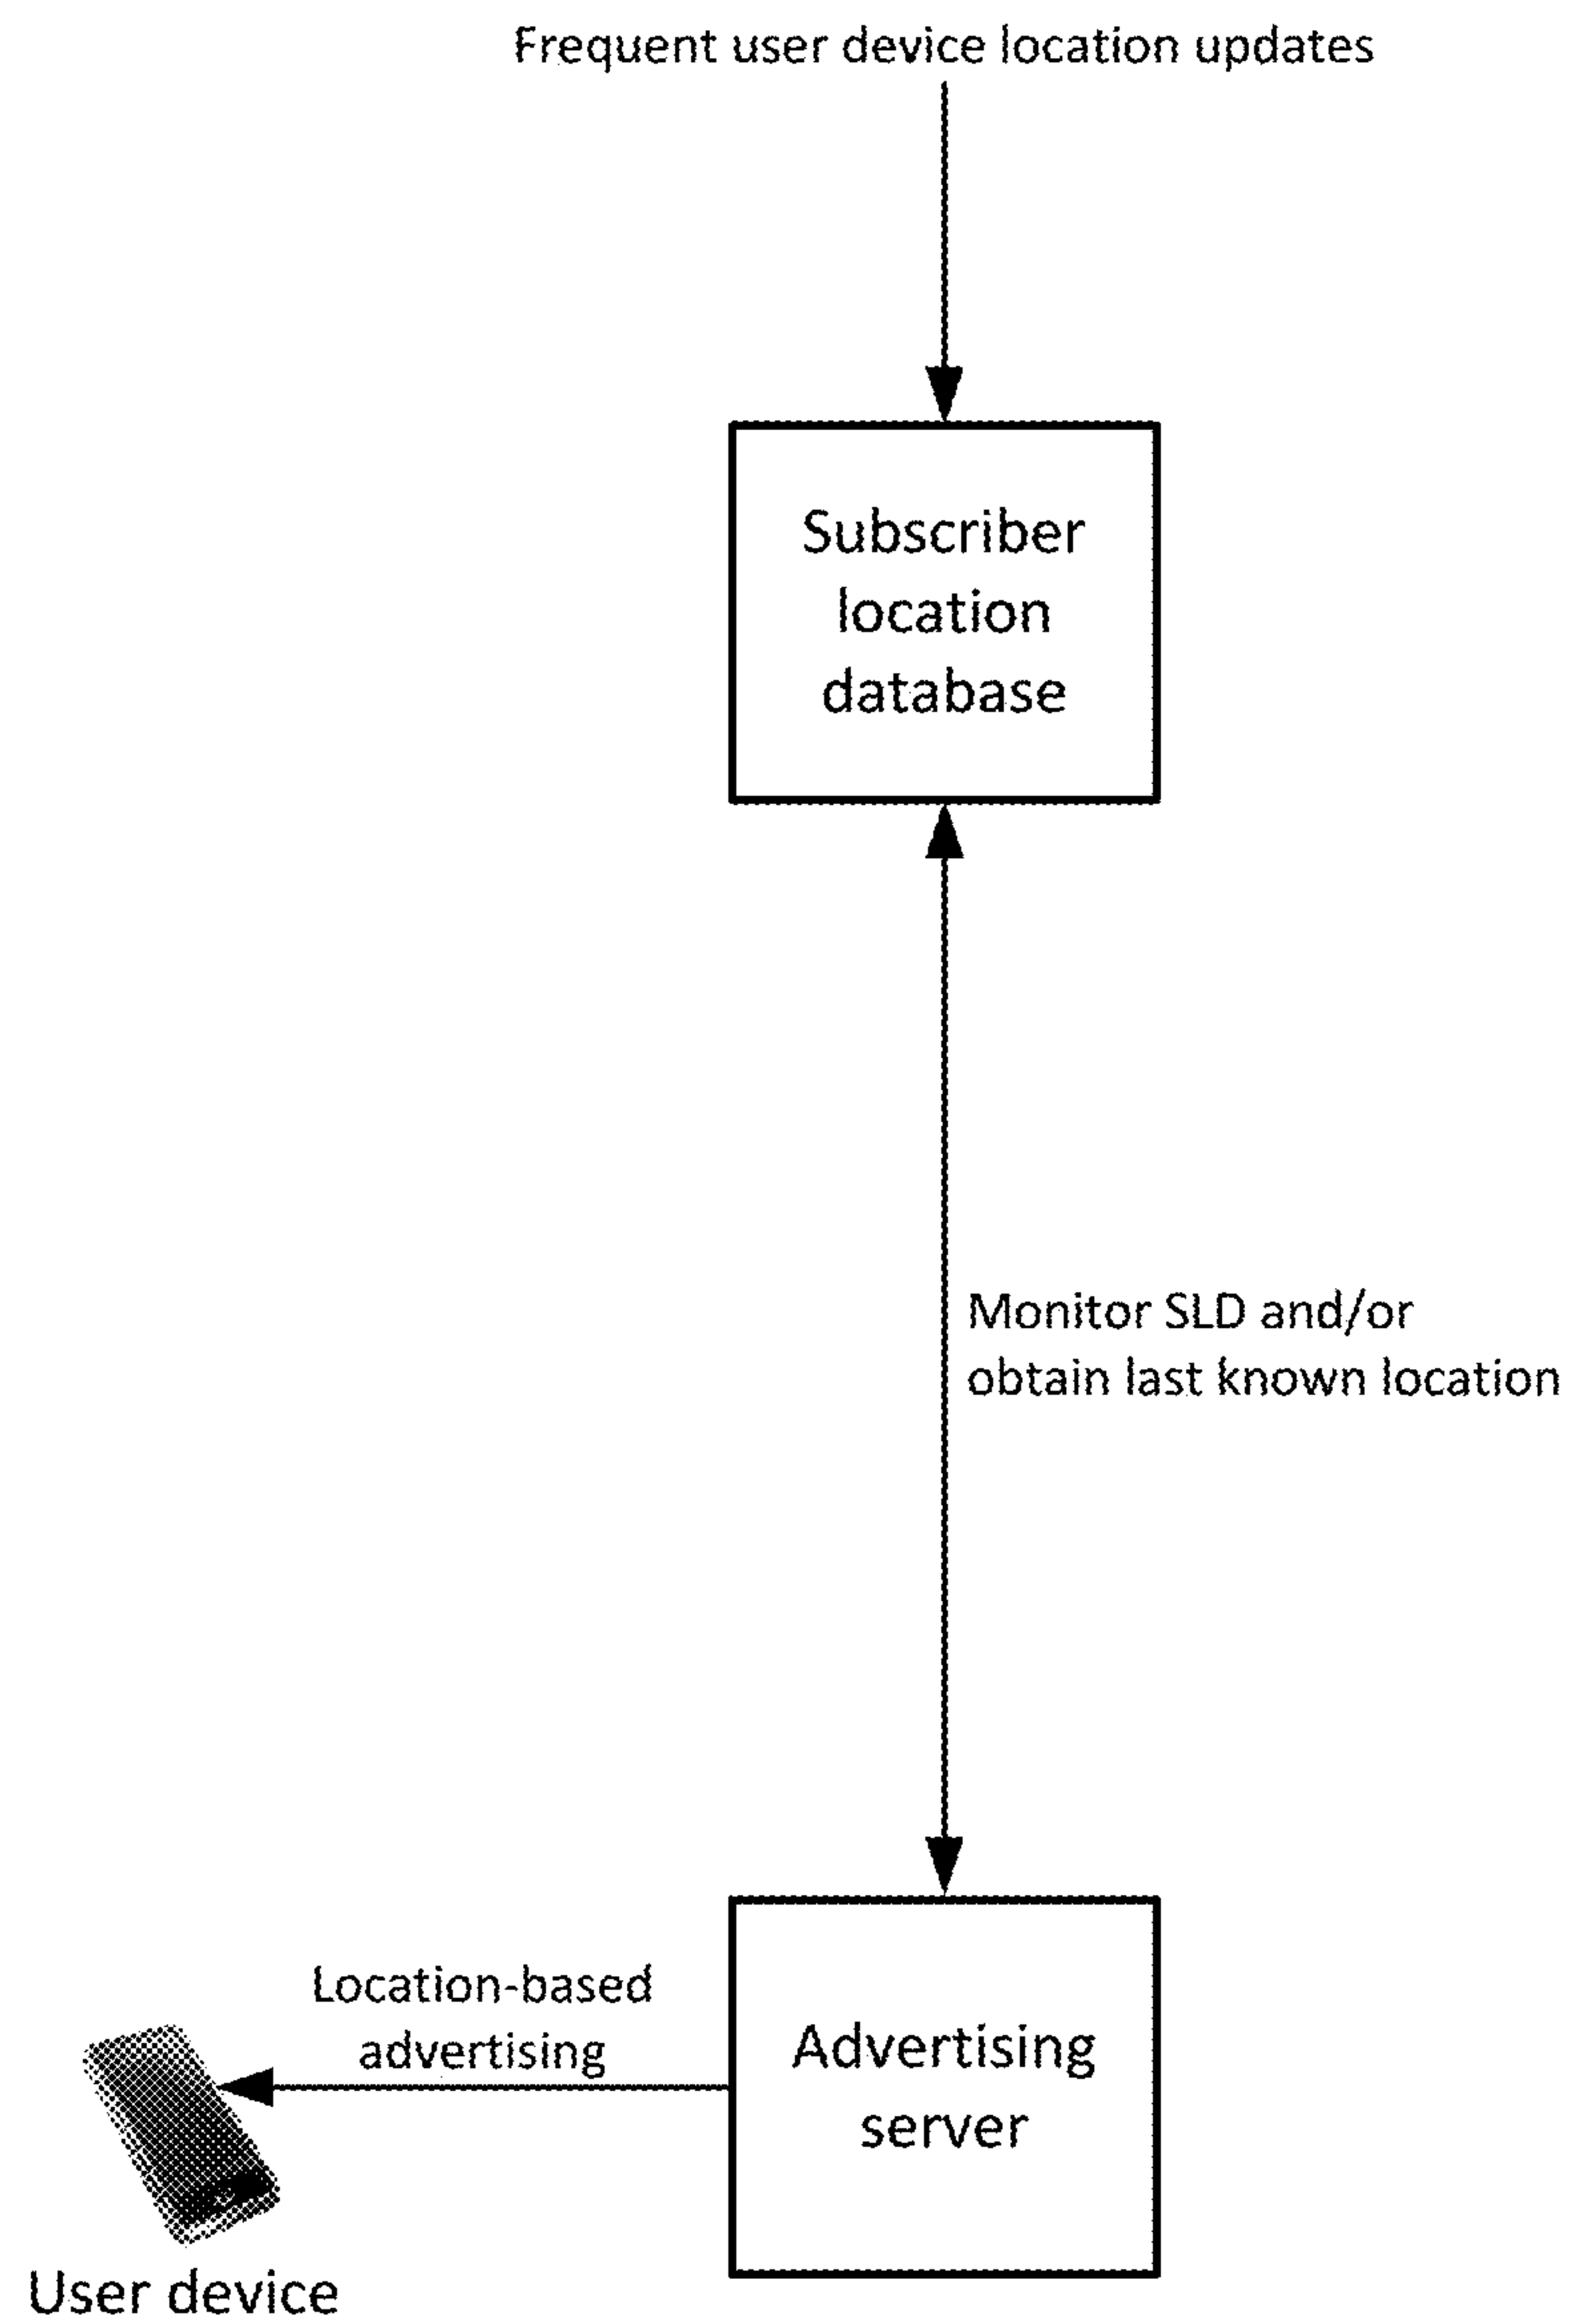 Frequent user device location updates
Subscriber
location
database
Monitor SLD and/or
obtain last known location
Location-based
advertising
Advertising
server
User device